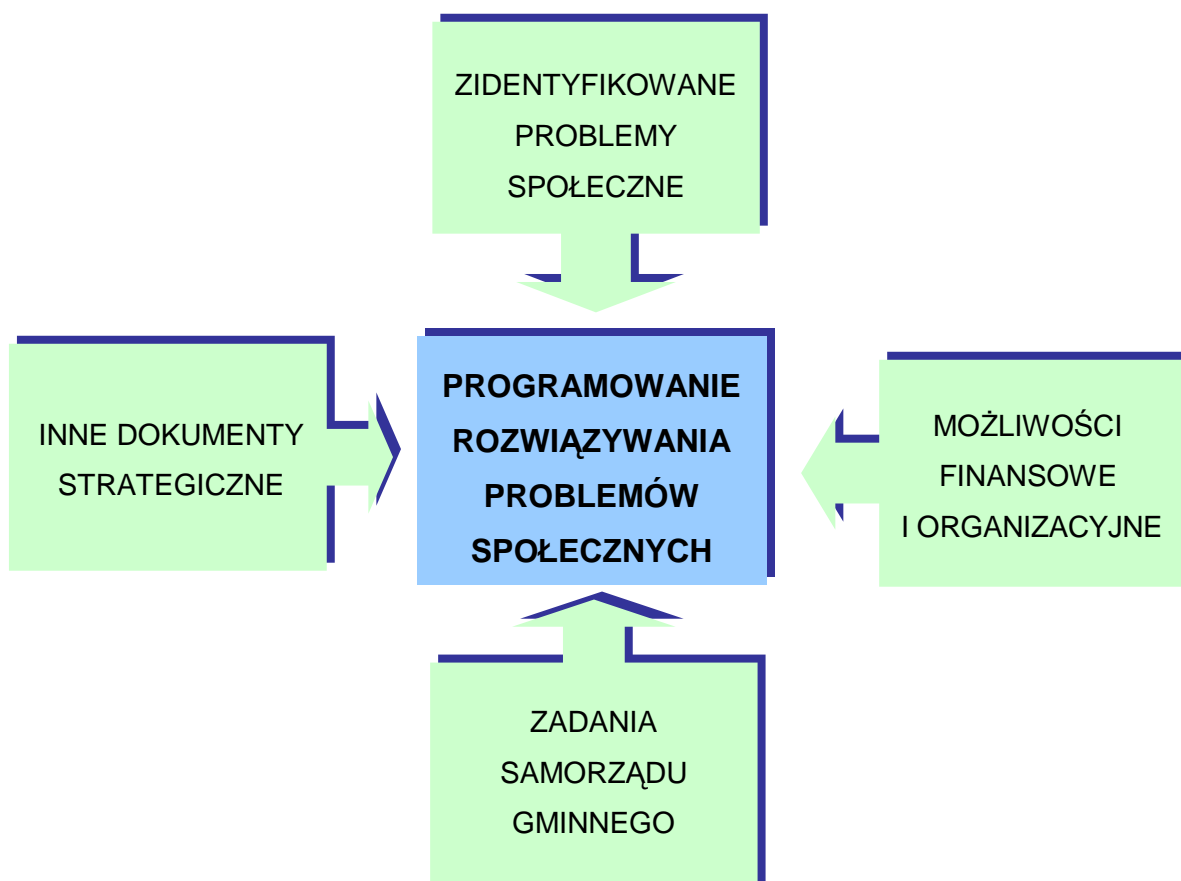 ZIDENTYFIKOWANE
PROBLEMY
SPOŁECZNE
INNE DOKUMENTY
STRATEGICZNE
PROGRAMOWANIE
ROZWIĄZYWANIA
PROBLEMÓW
SPOŁECZNYCH
MOŻLIWOŚCI
FINANSOWE
I ORGANIZACYJNE
ZADANIA
SAMORZĄDU
GMINNEGO